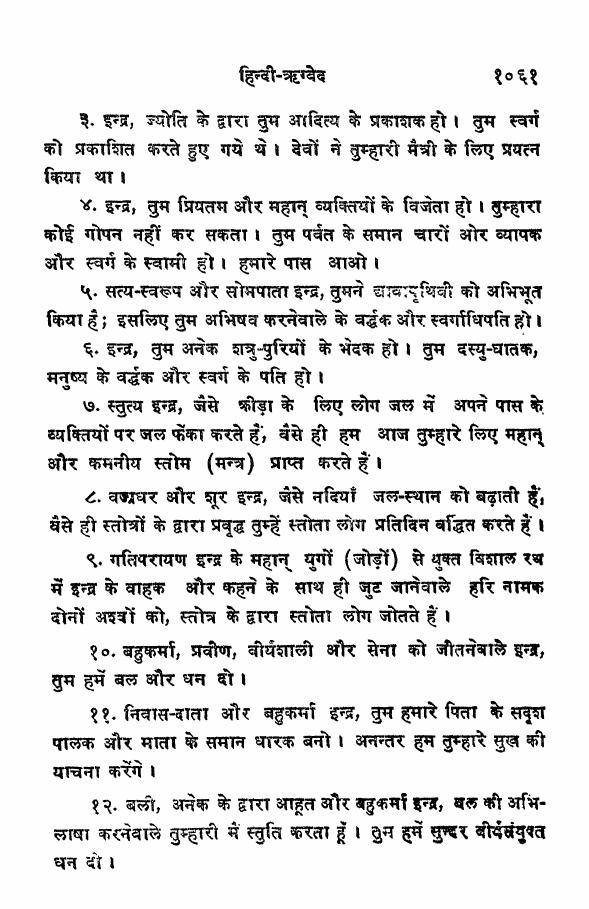 हिन्दी-ऋग्वेद १०६१
३. इन्द्र, ज्योति के द्वारा तुम आदित्य के प्रकाशक हो। तुम स्वर्ग
को प्रकाशित करते हुए गये थे। देवों ने तुम्हारी मैत्री के लिए प्रयत्न
किया था।
४. इन्द्र, तुम प्रियतम और महान् व्यक्तियों के विजेता हो। तुम्हारा
कोई गोपन नहीं कर सकता। तुम पर्वत के समान चारों ओर व्यापक
और स्वर्ग के स्वामी हो। हमारे पास आओ।
५. सत्य-स्वरूप और सोमपाता इन्द्र, तुमने द्यावापृथिवी को अभिभूत
किया है; इसलिए तुम अभिषव करनेवाले के वर्द्धक और स्वर्गाधिपति हो।
६. इन्द्र, तुम अनेक शत्रु-पुरियों के भेदक हो। तुम दस्यु-घातक,
मनुष्य के वर्द्धक और स्वर्ग के पति हो।
७. स्तुत्य इन्द्र, जैसे क्रीड़ा के लिए लोग जल में अपने पास के
व्यक्तियों पर जल फेंका करते हैं, वैसे ही हम आज तुम्हारे लिए महान्
और कमनीय स्तोम (मन्त्र) प्राप्त करते हैं।
८. वज्रधर और शूर इन्द्र, जैसे नदियाँ जल-स्थान को बढ़ाती हैं,
वैसे ही स्तोत्रों के द्वारा प्रवृद्ध तुम्हें स्तोता लोग प्रतिदिन वर्द्धित करते हैं।
९. गतिपरायण इन्द्र के महान् युगों (जोड़ों) से युक्त विशाल रथ
में इन्द्र के वाहक और कहने के साथ ही जुट जानेवाले हरि नामक
दोनों अश्वों को, स्तोत्र के द्वारा स्तोता लोग जोतते हैं।
१०. बहुकर्मा, प्रवीण, वीर्यशाली और सेना को जीतनेवाले इन्द्र,
तुम हमें बल और धन दो।
११. निवास-दाता और बहुकर्मा इन्द्र, तुम हमारे पिता के सदृश
पालक और माता के समान धारक बनो। अनन्तर हम तुम्हारे सुख की
याचना करेंगे।
१२. बली, अनेक के द्वारा आहूत और बहुकर्मा इन्द्र, बल की अभि-
लाषा करनेवाले तुम्हारी मैं स्तुति करता हूँ। तुम हमें सुन्दर वीर्यसंयुक्त
धन दो।